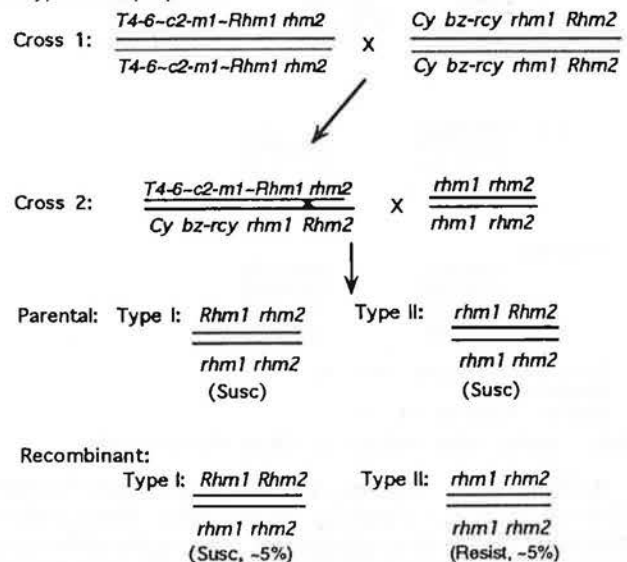 Cross 1: T4-6~c2-m1~Rhm1 rhm2 X Cy bz-rcy rhm1 Rhm2
T4-6~c2-m1~Rhm1 rhm2 Cy bz-rcy rhm1 Rhm2
Cross 2: T4-6~c2-m1~Rhm1 rhm2 X rhm1 rhm2
Cy bz-rcy rhm1 Rhm2 rhm1 rhm2
Parental: Type I: Rhm1 rhm2 Type II: rhm1 Rhm2
rhm1 rhm2 rhm1 rhm2
(Susc) (Susc)
Recombinant:
Type I: Rhm1 Rhm2 Type II: rhm1 rhm2
rhm1 rhm2 rhm1 rhm2
(Susc, ~5%) (Resist, ~5%)